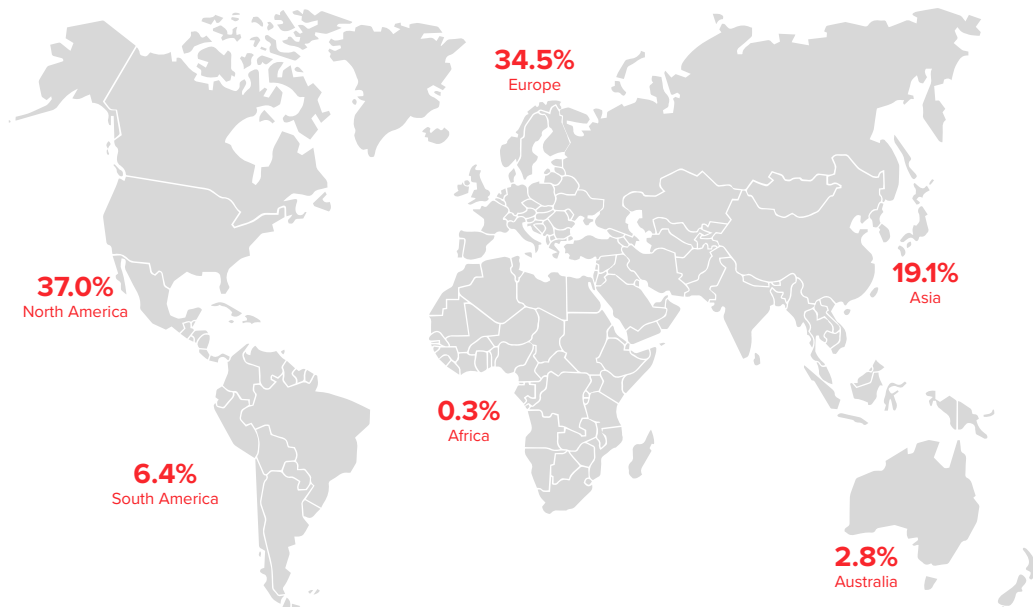 34.5%
Europe
37.0%
North America
19.1%
Asia
0.3%
Africa
6.4%
South America
2.8%
Australia